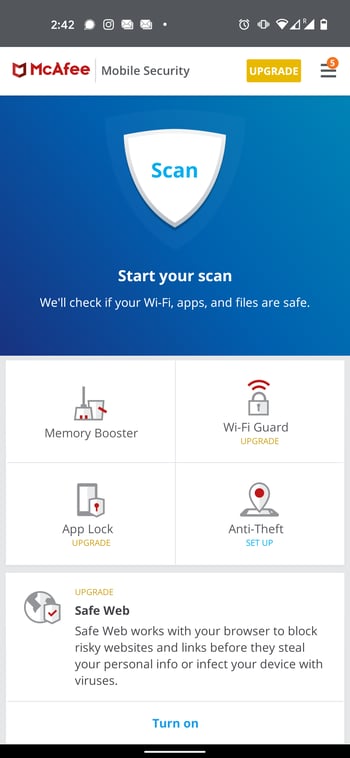 2:42
McAfee Mobile Security UPGRADE 5
Scan
Start your scan
We'll check if your Wi-Fi, apps, and files are safe.
Memory Booster
Wi-Fi Guard
UPGRADE
App Lock
UPGRADE
Anti-Theft
SET UP
UPGRADE
Safe Web
Safe Web works with your browser to block
risky websites and links before they steal
your personal info or infect your device with
viruses.
Turn on